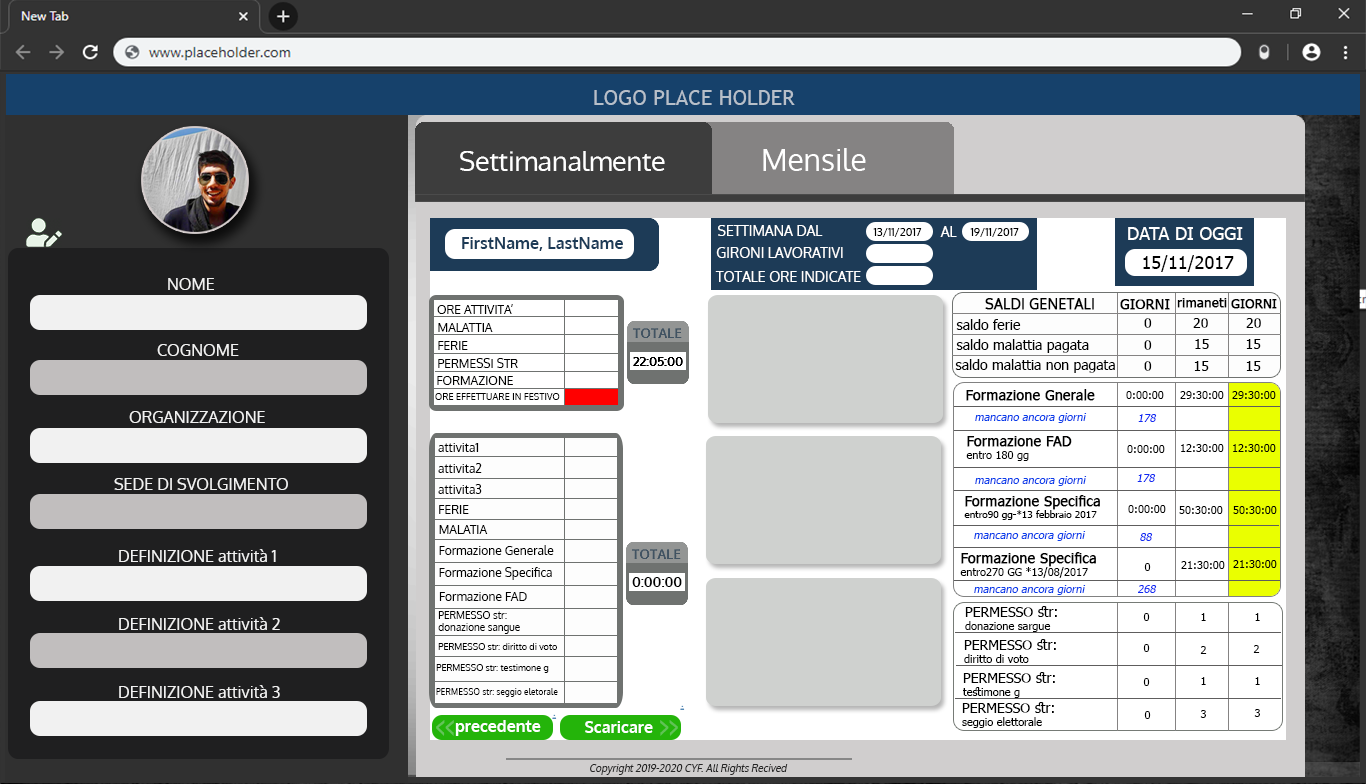 New Tab
www.placeholder.com
LOGO PLACE HOLDER
NOME
COGNOME
ORGANIZZAZIONE
SEDE DI SVOLGIMENTO
DEFINIZIONE attività 1
DEFINIZIONE attività 2
DEFINIZIONE attività 3
Settimanalmente
Mensile
FirstName, LastName
SETTIMANA DAL 13/11/2017 AL 19/11/2017
GIRONI LAVORATIVI
TOTALE ORE INDICATE
DATA DI OGGI
15/11/2017
ORE ATTIVITA'
MALATTIA
FERIE
PERMESSI STR
FORMAZIONE
ORE EFFETTUARE IN FESTIVO
TOTALE
22:05:00
attivita1
attivita2
attivita3
FERIE
MALATIA
Formazione Generale
Formazione Specifica
Formazione FAD
PERMESSO str:
donazione sangue
PERMESSO str: diritto di voto
PERMESSO str: testimone g
PERMESSO str: seggio eletorale
TOTALE
0:00:00
precedente
Scaricare
SALDI GENETALI GIORNI rimaneti GIORNI
saldo ferie 0 20 20
saldo malattia pagata 0 15 15
saldo malattia non pagata 0 15 15
Formazione Gnerale 0:00:00 29:30:00 29:30:00
mancano ancora giorni 178
Formazione FAD
entro 180 gg 0:00:00 12:30:00 12:30:00
mancano ancora giorni 178
Formazione Specifica
entro90 gg-*13 febbraio 2017 0:00:00 50:30:00 50:30:00
mancano ancora giorni 88
Formazione Specifica
entro270 GG *13/08/2017 0 21:30:00 21:30:00
mancano ancora giorni 268
PERMESSO str:
donazione sargue 0 1 1
PERMESSO str:
diritto di voto 0 2 2
PERMESSO str:
testimone g 0 1 1
PERMESSO str:
seggio elettorale 0 3 3
Copyright 2019-2020 CYF. All Rights Recived